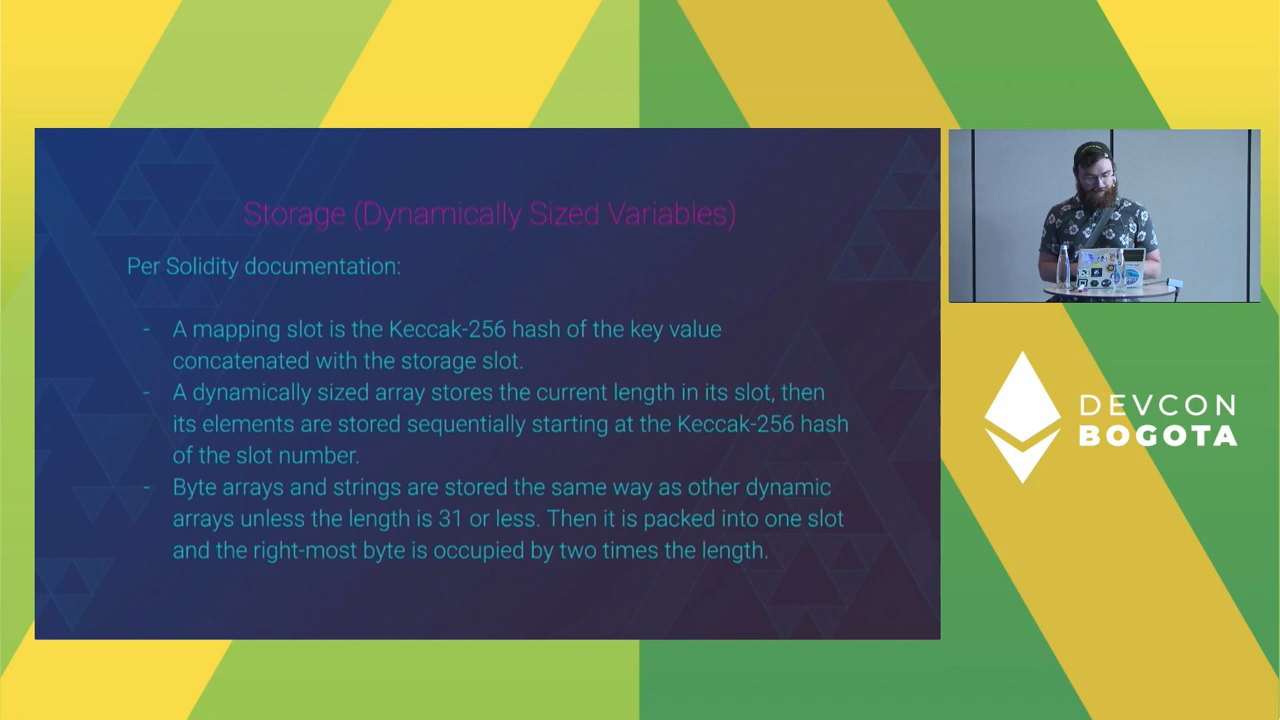 Storage (Dynamically Sized Variables)
Per Solidity documentation:
- A mapping slot is the Keccak-256 hash of the key value
concatenated with the storage slot.
- A dynamically sized array stores the current length in its slot, then
its elements are stored sequentially starting at the Keccak-256 hash
of the slot number.
- Byte arrays and strings are stored the same way as other dynamic
arrays unless the length is 31 or less. Then it is packed into one slot
and the right-most byte is occupied by two times the length.
DEVCON
BOGOTA